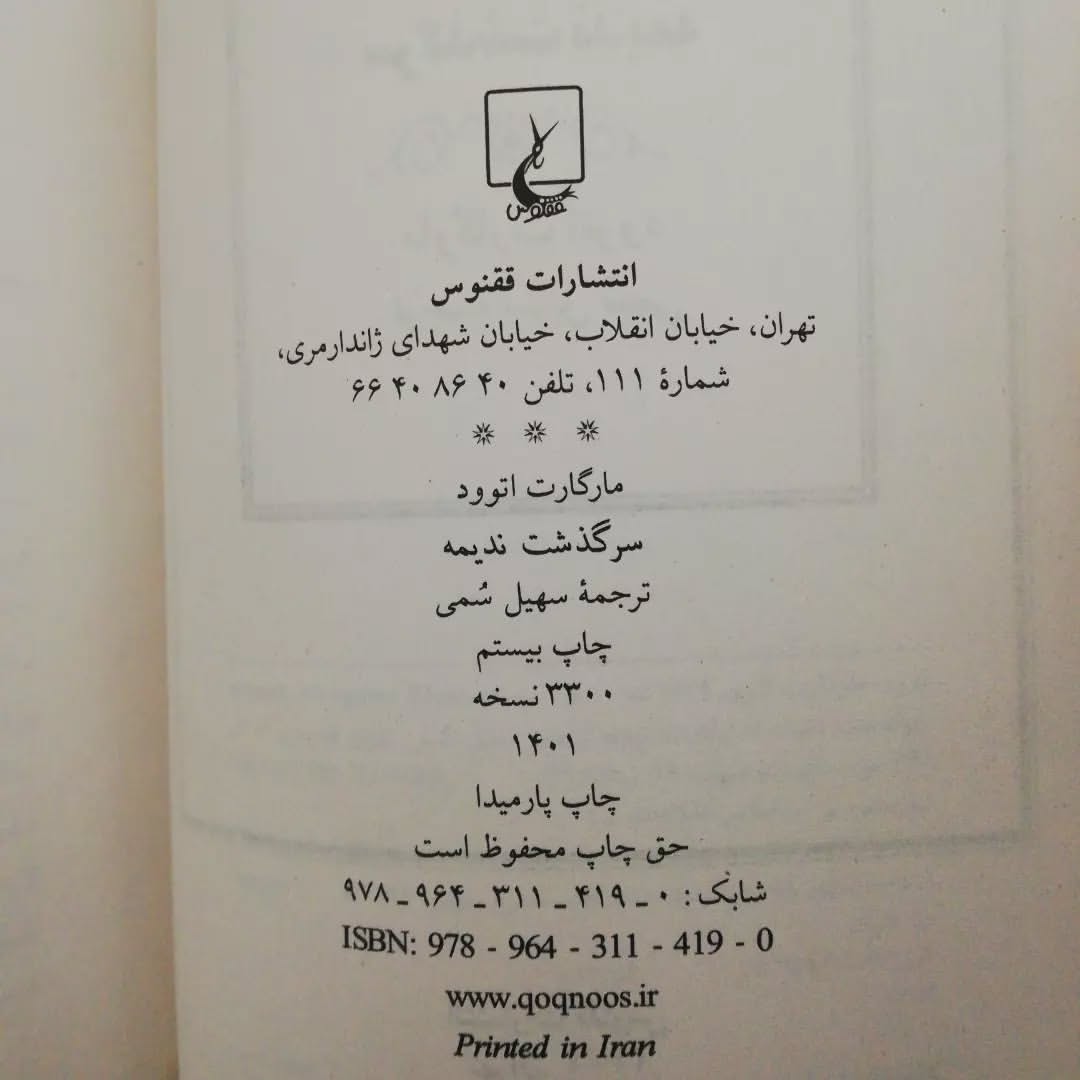 ققنوس
انتشارات ققنوس
تهران، خیابان انقلاب، خیابان شهدای ژاندارمری،
شمارهٔ ۱۱۱، تلفن ۴۰ ۸۶ ۴۰ ۶۶
مارگارت اتوود
سرگذشت ندیمه
ترجمهٔ سهیل سُمی
چاپ بیستم
۳۳۰۰ نسخه
۱۴۰۱
چاپ پارمیدا
حق چاپ محفوظ است
شابک: ۰ ـ ۴۱۹ ـ ۳۱۱ ـ ۹۶۴ ـ ۹۷۸
ISBN: 978 - 964 - 311 - 419 - 0
www.qoqnoos.ir
Printed in Iran